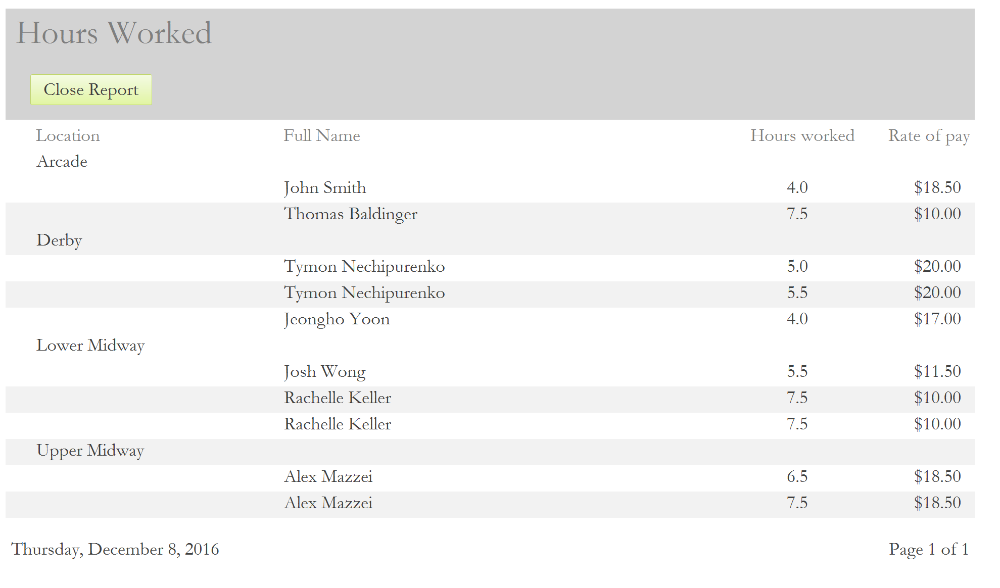 Hours Worked
Close Report
Location Full Name Hours worked Rate of pay
Arcade
John Smith 4.0 $18.50
Thomas Baldinger 7.5 $10.00
Derby
Tymon Nechipurenko 5.0 $20.00
Tymon Nechipurenko 5.5 $20.00
Jeongho Yoon 4.0 $17.00
Lower Midway
Josh Wong 5.5 $11.50
Rachelle Keller 7.5 $10.00
Rachelle Keller 7.5 $10.00
Upper Midway
Alex Mazzei 6.5 $18.50
Alex Mazzei 7.5 $18.50
Thursday, December 8, 2016 Page 1 of 1